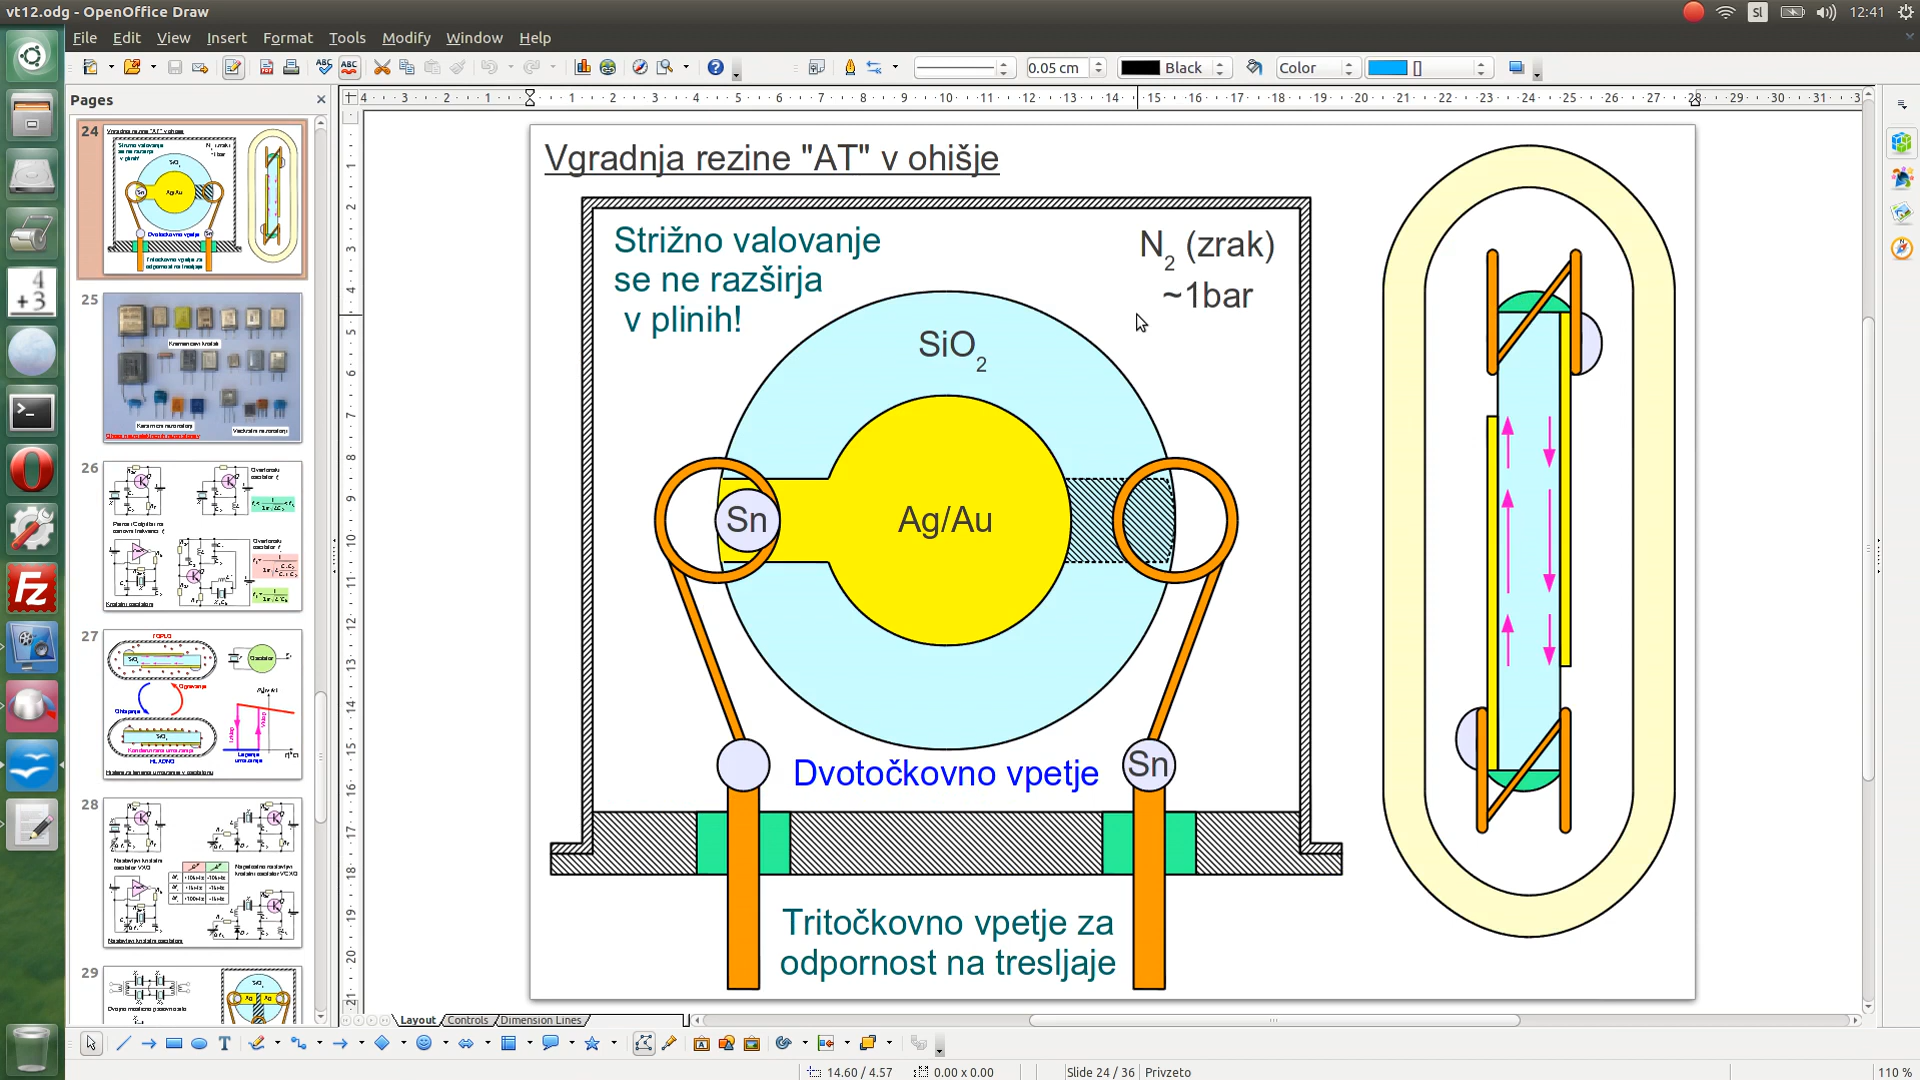 vt12.odg - OpenOffice Draw
Sl
12:41
File Edit View Insert Format Tools Modify Window Help
0.05 cm
Black
Color
Pages
24
25
26
27
28
29
Vgradnja rezine "AT" v ohišje
Strižno valovanje
se ne razširja
v plinih!
N2 (zrak)
~1bar
SiO2
Sn
Ag/Au
Dvotočkovno vpetje
Sn
Tritočkovno vpetje za
odpornost na tresljaje
Layout Controls Dimension Lines
14.60 / 4.57
0.00 x 0.00
Slide 24 / 36
Privzeto
110 %